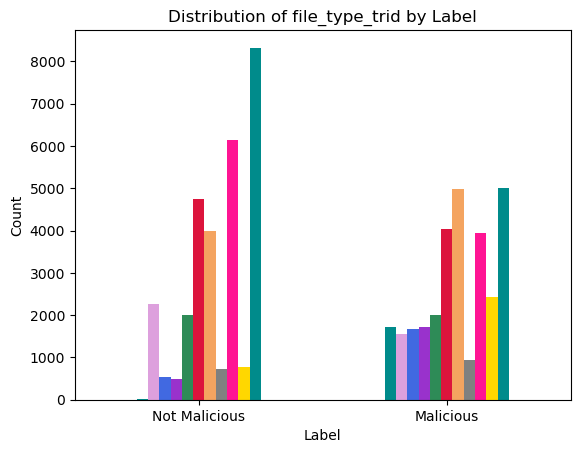 Distribution of file_type_trid by Label
8000
7000
6000
5000
4000
3000
2000
1000
0
Count
Not Malicious
Malicious
Label